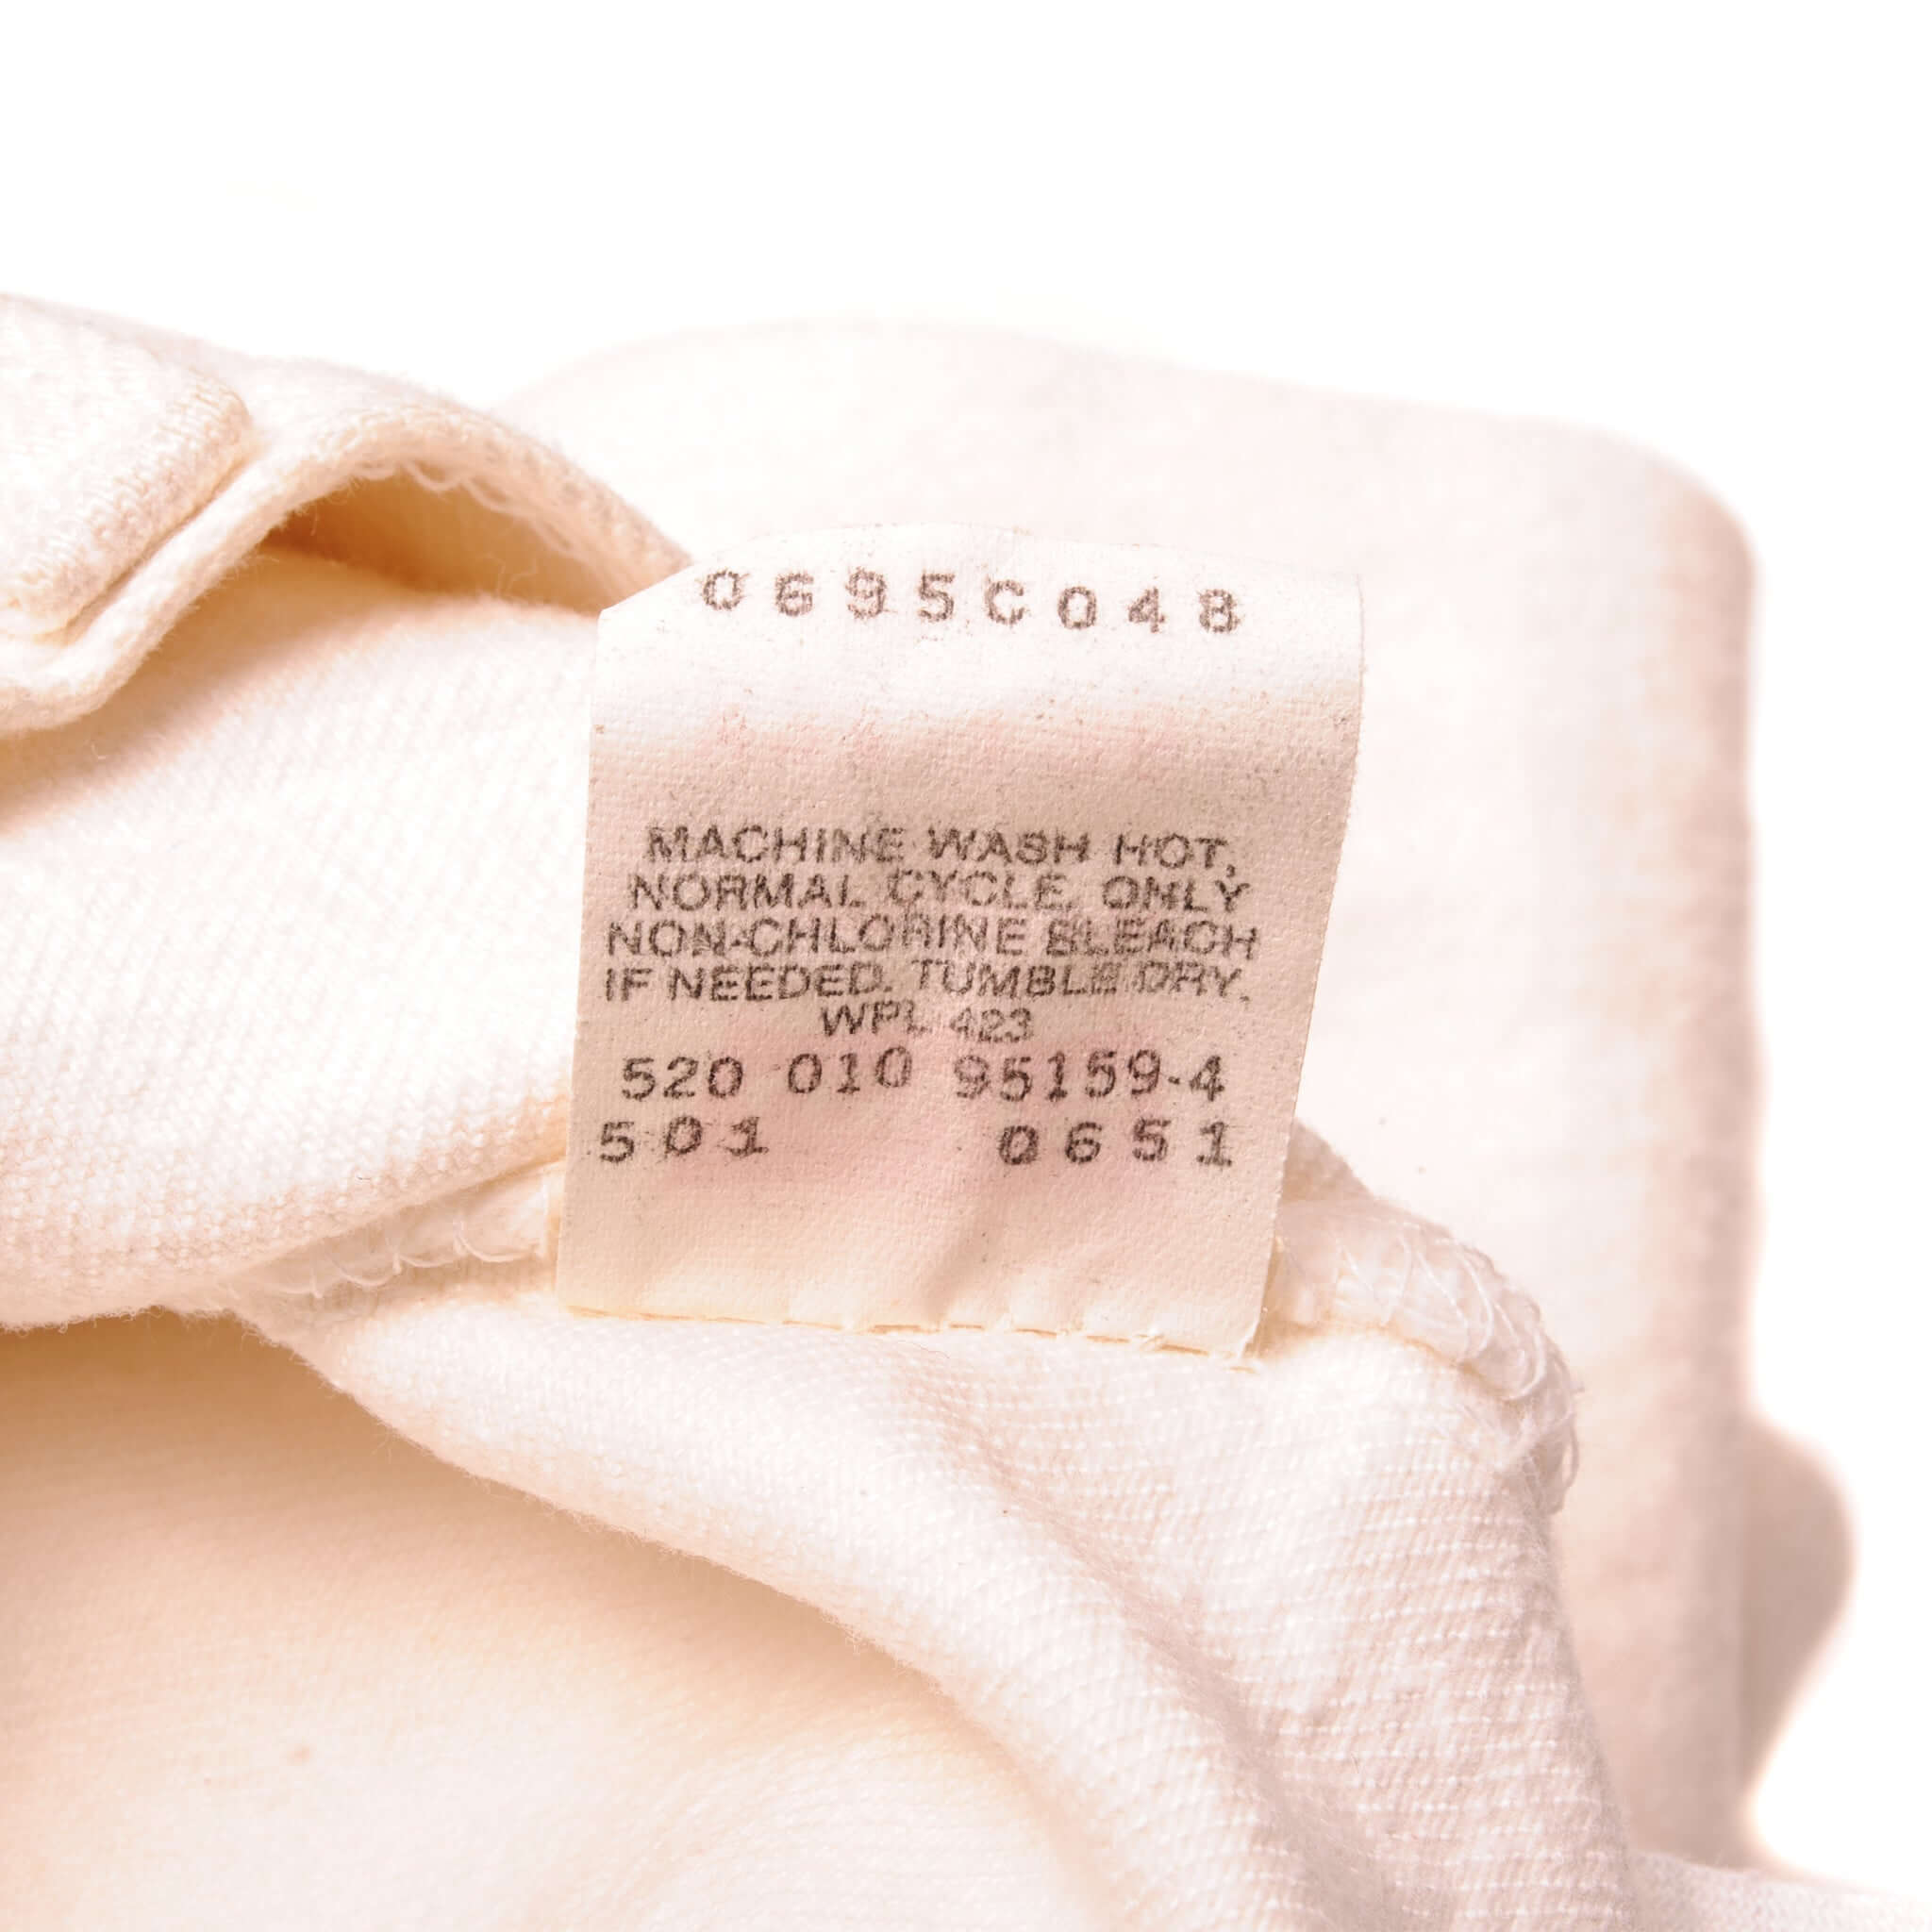 0695C048
MACHINE WASH HOT,
NORMAL CYCLE. ONLY
NON-CHLORINE BLEACH
IF NEEDED. TUMBLE DRY.
WPL 423
520 010 95159-4
501 0651